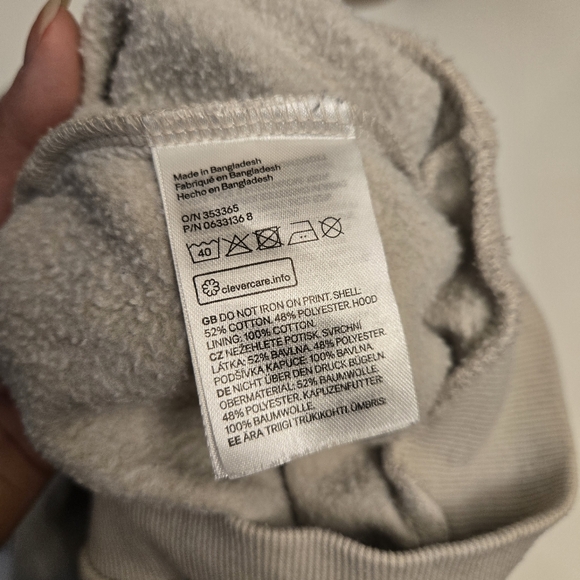 Made in Bangladesh
Fabriqué en Bangladesh
Hecho en Bangladesh
O/N 353365
P/N 0633136 8
40
clevercare.info
GB DO NOT IRON ON PRINT. SHELL:
52% COTTON, 48% POLYESTER. HOOD
LINING: 100% COTTON.
CZ NEŽEHLETE POTISK. SVRCHNÍ
LÁTKA: 52% BAVLNA, 48% POLYESTER.
PODŠÍVKA KAPUCE: 100% BAVLNA.
DE NICHT ÜBER DEN DRUCK BÜGELN.
OBERMATERIAL: 52% BAUMWOLLE,
48% POLYESTER. KAPUZENFUTTER:
100% BAUMWOLLE.
EE ÄRA TRIIGI TRÜKIKOHTI. ÜMBRIS: